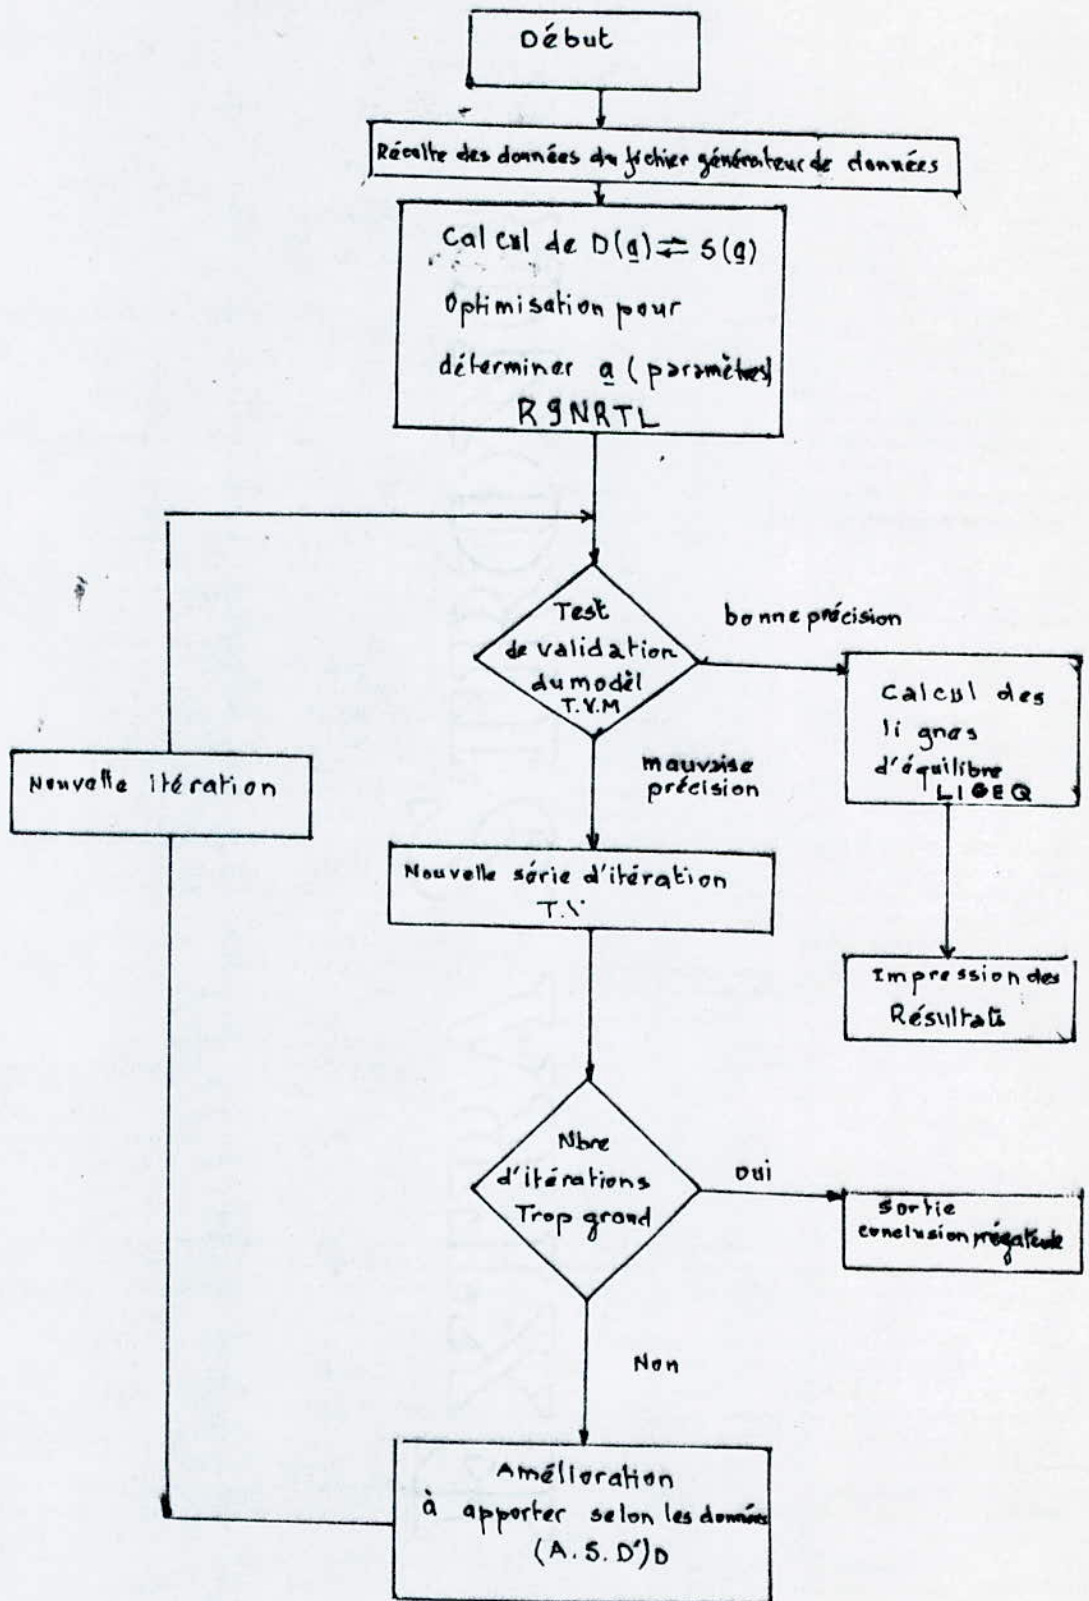 Début
Récolte des données du fichier générateur de données
Calcul de D(a) ⇌ S(a)
Optimisation pour
déterminer a (paramètres)
R9NRTL
Test
de validation
du modèl
T.V.M
bonne précision
Calcul des
lignes
d'équilibre
LIGEQ
mauvaise
précision
Nouvelle itération
Nouvelle série d'itération
Impression des
Résultats
Nbre
d'itérations
Trop grand
oui
Sortie
conclusion
Non
Amélioration
à apporter selon les données
(A.S.D')D